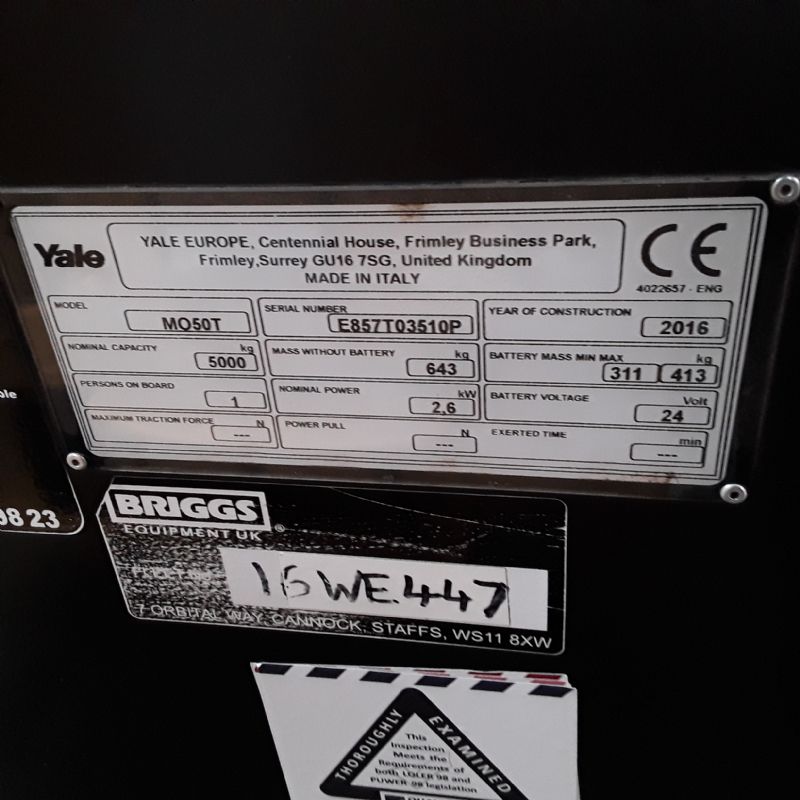 Yale
YALE EUROPE, Centennial House, Frimley Business Park,
Frimley,Surrey GU16 7SG, United Kingdom
MADE IN ITALY
CE
4022657 - ENG
MODEL
MO50T
SERIAL NUMBER
E857T03510P
YEAR OF CONSTRUCTION
2016
NOMINAL CAPACITY kg
5000
MASS WITHOUT BATTERY kg
643
BATTERY MASS MIN MAX kg
311 413
PERSONS ON BOARD
1
NOMINAL POWER kW
2,6
BATTERY VOLTAGE Volt
24
MAXIMUM TRACTION FORCE N
---
POWER PULL N
---
EXERTED TIME min
---
98 23
BRIGGS
EQUIPMENT UK ®
16WE447
7 ORBITAL WAY, CANNOCK, STAFFS, WS11 8XW
THOROUGHLY EXAMINED
This
Inspection
Meets the
Requirements of
both LOLER 98 and
PUWER 98 legislation